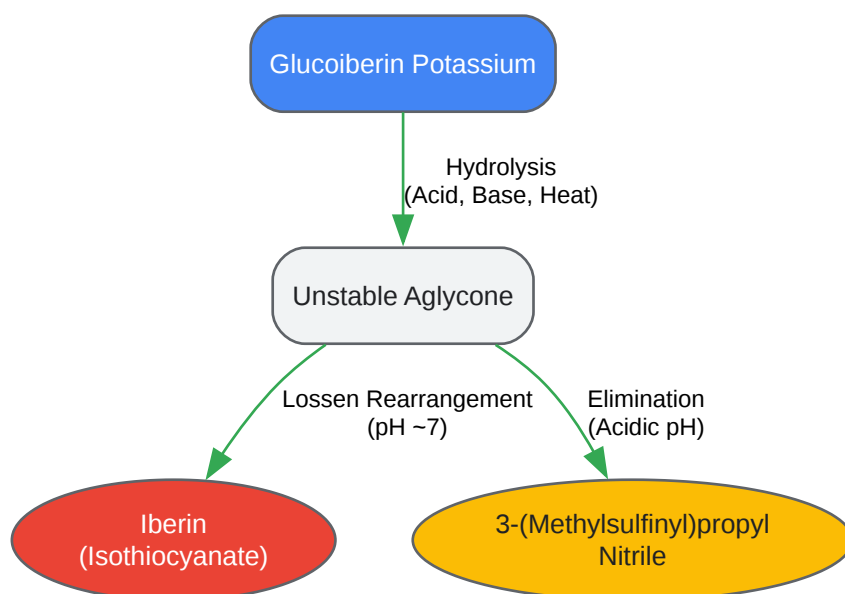 Glucoiberin Potassium
Hydrolysis
(Acid, Base, Heat)
Unstable Aglycone
Lossen Rearrangement
(pH ~7)
Elimination
(Acidic pH)
Iberin
(Isothiocyanate)
3-(Methylsulfinyl)propyl
Nitrile